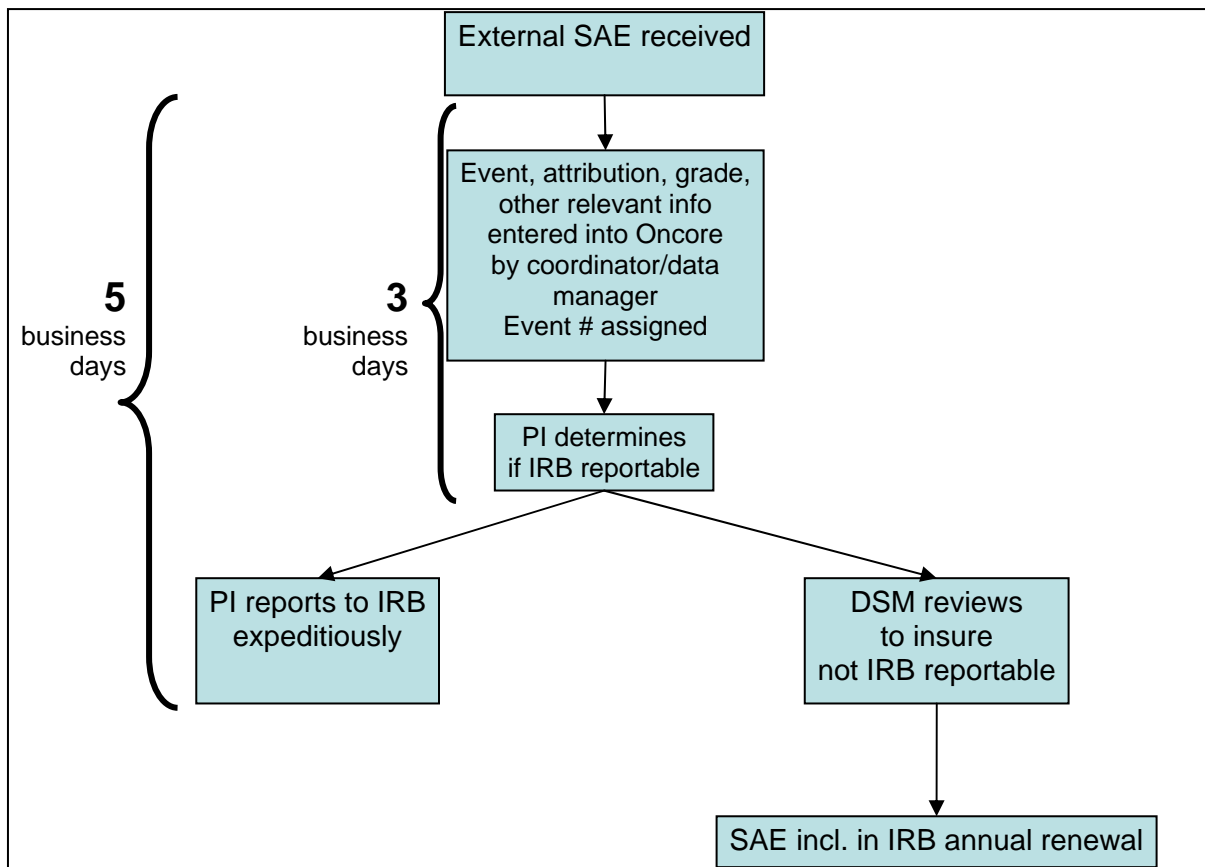 External SAE received
Event, attribution, grade,
other relevant info
entered into Oncore
by coordinator/data
manager
Event # assigned
5
business
days
3
business
days
PI determines
if IRB reportable
PI reports to IRB
expeditiously
DSM reviews
to insure
not IRB reportable
SAE incl. in IRB annual renewal